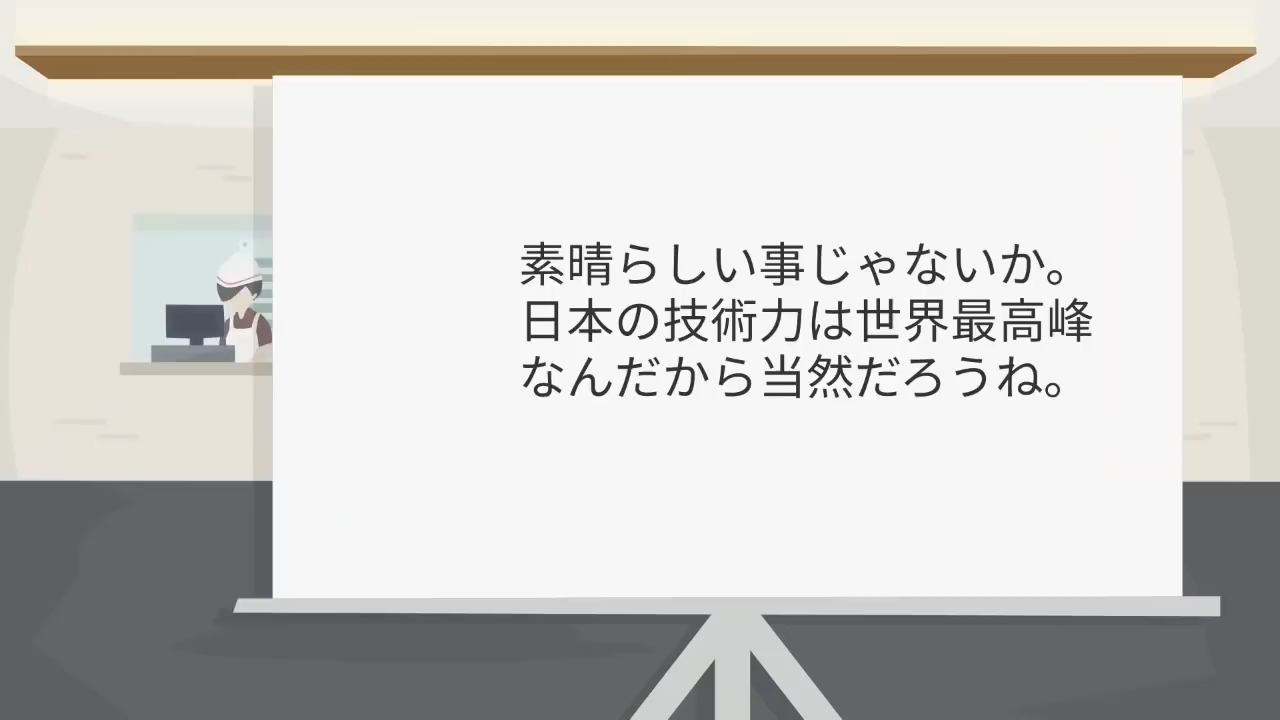 素晴らしい事じゃないか。
日本の技術力は世界最高峰
なんだから当然だろうね。